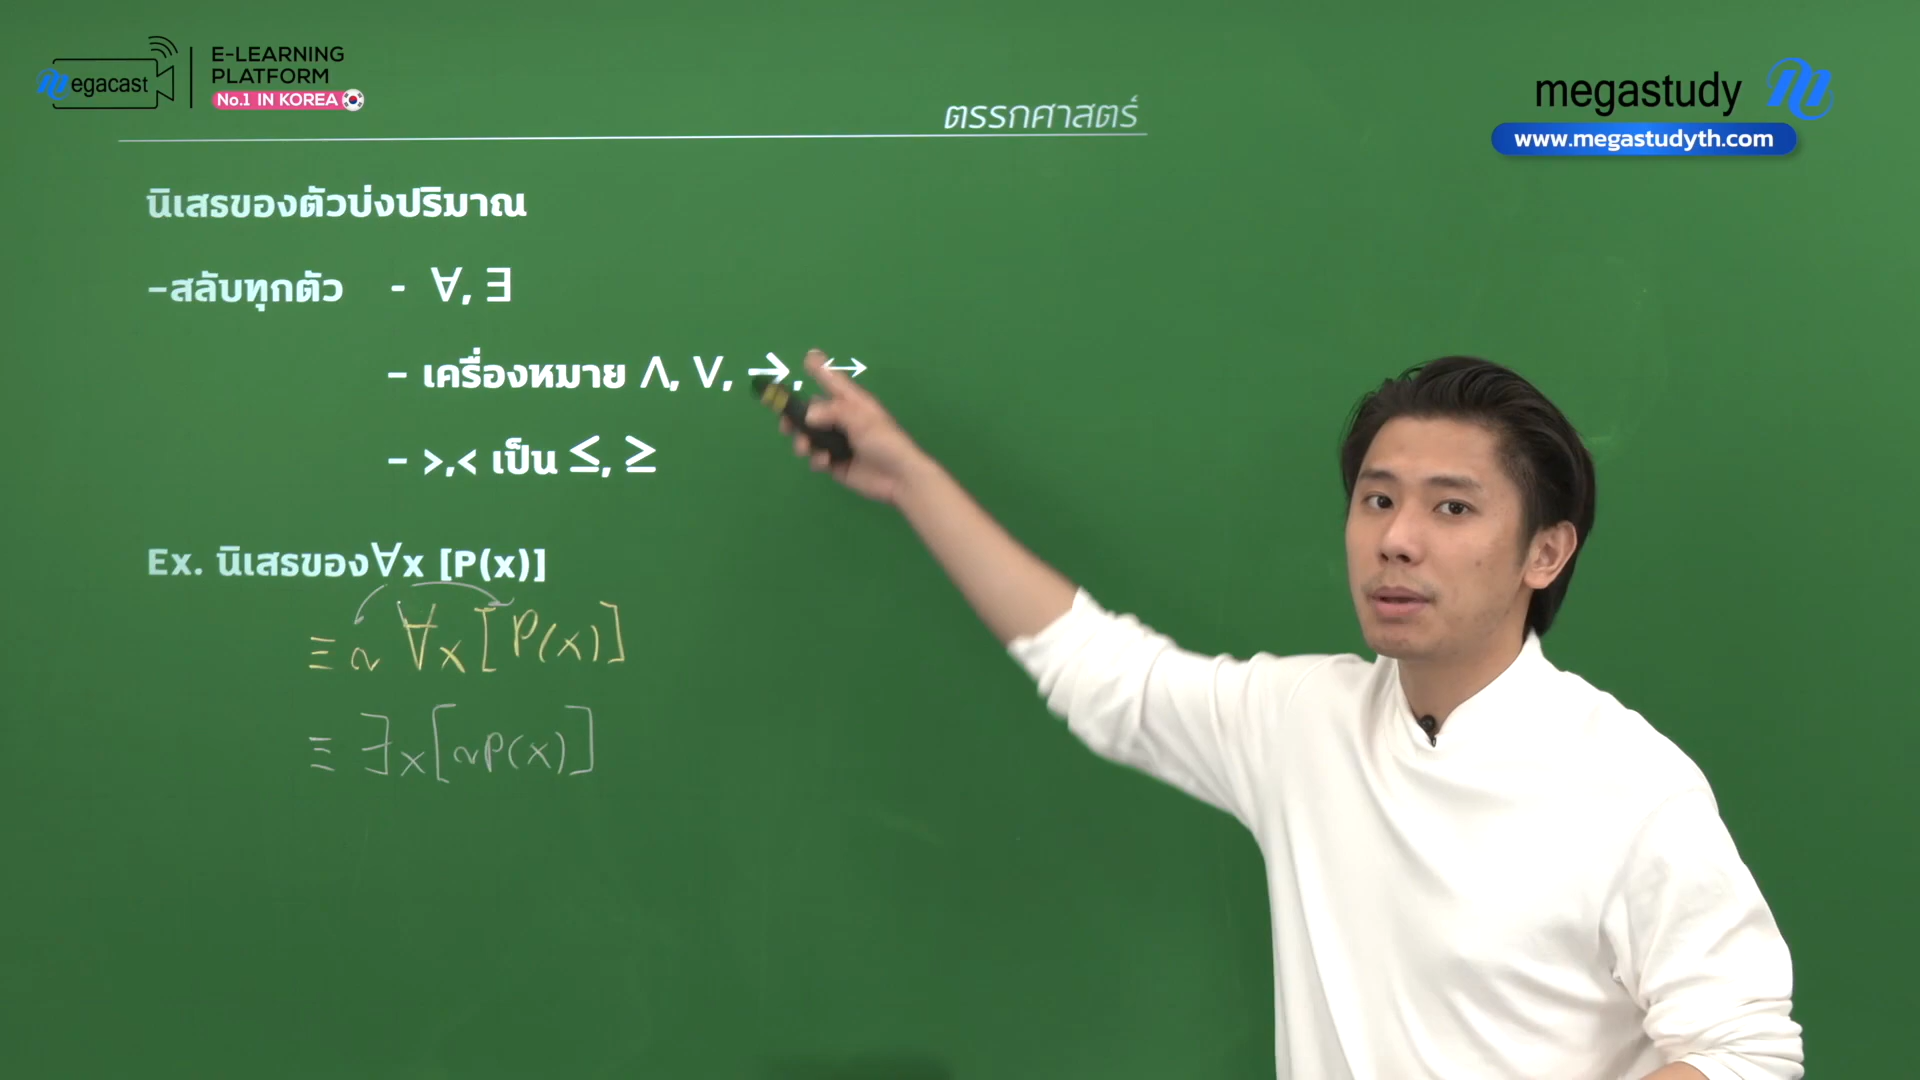 megacast
E-LEARNING
PLATFORM
No.1 IN KOREA
megastudy
www.megastudyth.com
ตรรกศาสตร์
นิเสธของตัวบ่งปริมาณ
–สลับทุกตัว - ∀, ∃
– เครื่องหมาย ∧, ∨, →, ↔
– >,< เป็น ≤, ≥
Ex. นิเสธของ∀x [P(x)]
≡ ~ ∀x [P(x)]
≡ ∃x[~P(x)]